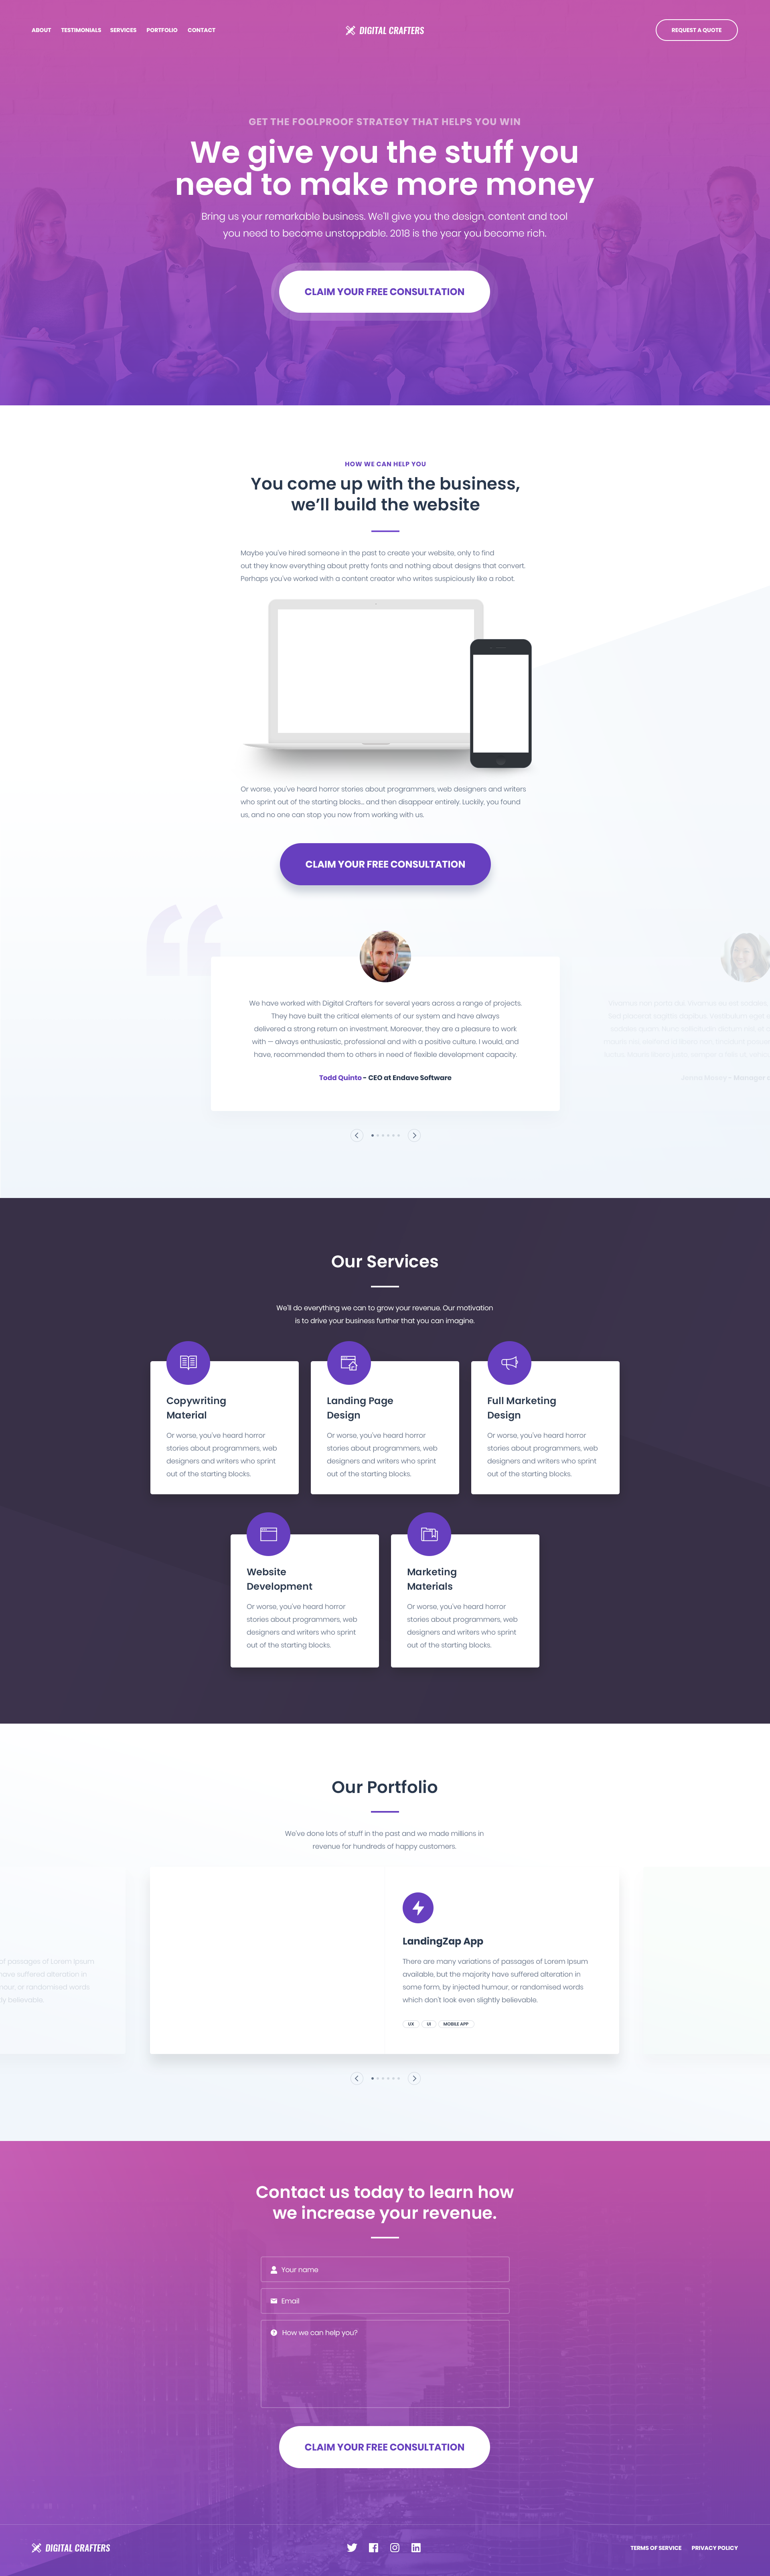 ABOUT TESTIMONIALS SERVICES PORTFOLIO CONTACT
DIGITAL CRAFTERS
REQUEST A QUOTE
GET THE FOOLPROOF STRATEGY THAT HELPS YOU WIN
We give you the stuff you
need to make more money
Bring us your remarkable business. We'll give you the design, content and tool
you need to become unstoppable. 2018 is the year you become rich.
CLAIM YOUR FREE CONSULTATION
HOW WE CAN HELP YOU
You come up with the business,
we'll build the website
Maybe you've hired someone in the past to create your website, only to find
out they know everything about pretty fonts and nothing about designs that convert.
Perhaps you've worked with a content creator who writes suspiciously like a robot.
Or worse, you've heard horror stories about programmers, web designers and writers
who sprint out of the starting blocks... and then disappear entirely. Luckily, you found
us, and no one can stop you now from working with us.
CLAIM YOUR FREE CONSULTATION
We have worked with Digital Crafters for several years across a range of projects.
They have built the critical elements of our system and have always
delivered a strong return on investment. Moreover, they are a pleasure to work
with — always enthusiastic, professional and with a positive culture. I would, and
have, recommended them to others in need of flexible development capacity.
Todd Quinto - CEO at Endave Software
Our Services
We'll do everything we can to grow your revenue. Our motivation
is to drive your business further that you can imagine.
Copywriting
Material
Or worse, you've heard horror
stories about programmers, web
designers and writers who sprint
out of the starting blocks.
Landing Page
Design
Or worse, you've heard horror
stories about programmers, web
designers and writers who sprint
out of the starting blocks.
Full Marketing
Design
Or worse, you've heard horror
stories about programmers, web
designers and writers who sprint
out of the starting blocks.
Website
Development
Or worse, you've heard horror
stories about programmers, web
designers and writers who sprint
out of the starting blocks.
Marketing
Materials
Or worse, you've heard horror
stories about programmers, web
designers and writers who sprint
out of the starting blocks.
Our Portfolio
We've done lots of stuff in the past and we made millions in
revenue for hundreds of happy customers.
of passages of Lorem Ipsum
have suffered alteration in
or randomised words
believable.
LandingZap App
There are many variations of passages of Lorem Ipsum
available, but the majority have suffered alteration in
some form, by injected humour, or randomised words
which don't look even slightly believable.
UX UI MOBILE APP
Contact us today to learn how
we increase your revenue.
Your name
Email
How we can help you?
CLAIM YOUR FREE CONSULTATION
DIGITAL CRAFTERS
TERMS OF SERVICE PRIVACY POLICY